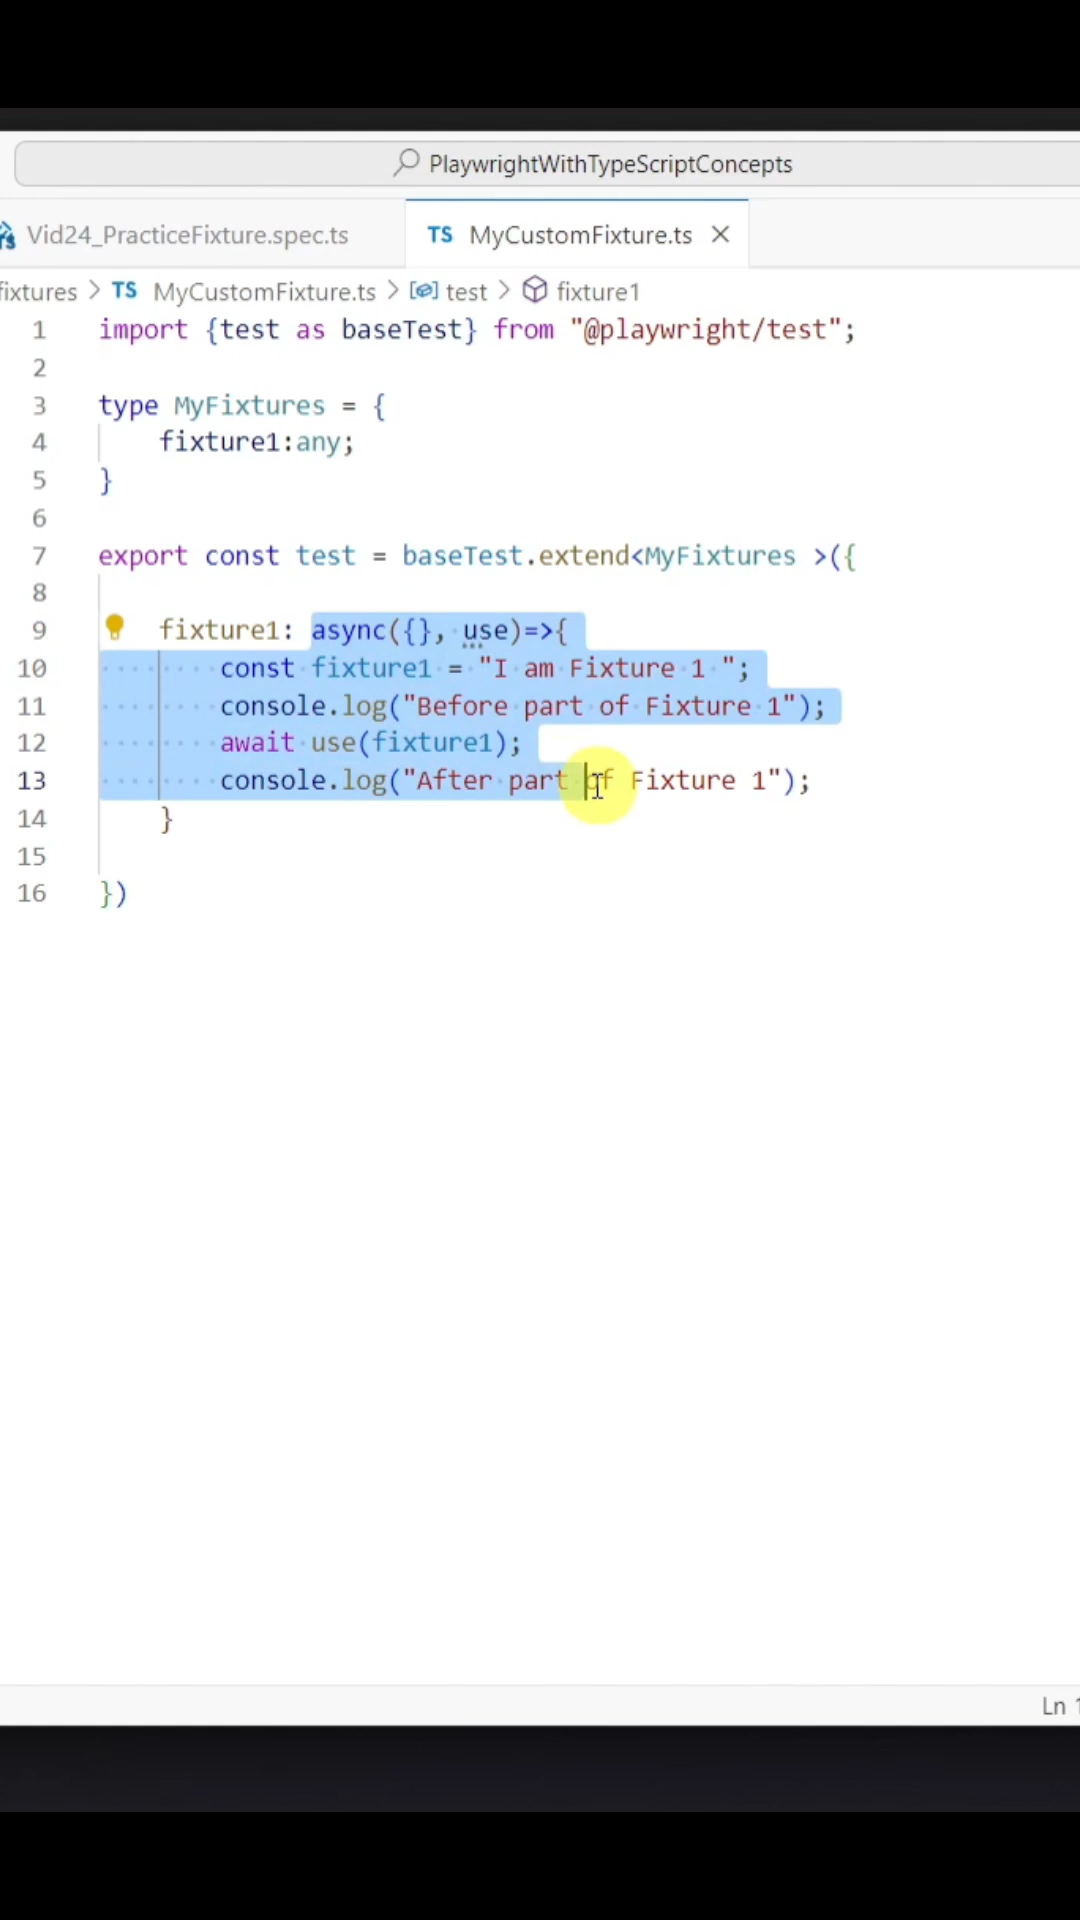 PlaywrightWithTypeScriptConcepts
Vid24_PracticeFixture.spec.ts
TS MyCustomFixture.ts
fixtures > TS MyCustomFixture.ts > test > fixture1
1 import {test as baseTest} from "@playwright/test";
2
3 type MyFixtures = {
4 fixture1:any;
5 }
6
7 export const test = baseTest.extend<MyFixtures >({
8
9 fixture1: async({}, use)=>{
10 const fixture1 = "I am Fixture 1 ";
11 console.log("Before part of Fixture 1");
12 await use(fixture1);
13 console.log("After part of Fixture 1");
14 }
15
16 })
Ln 1